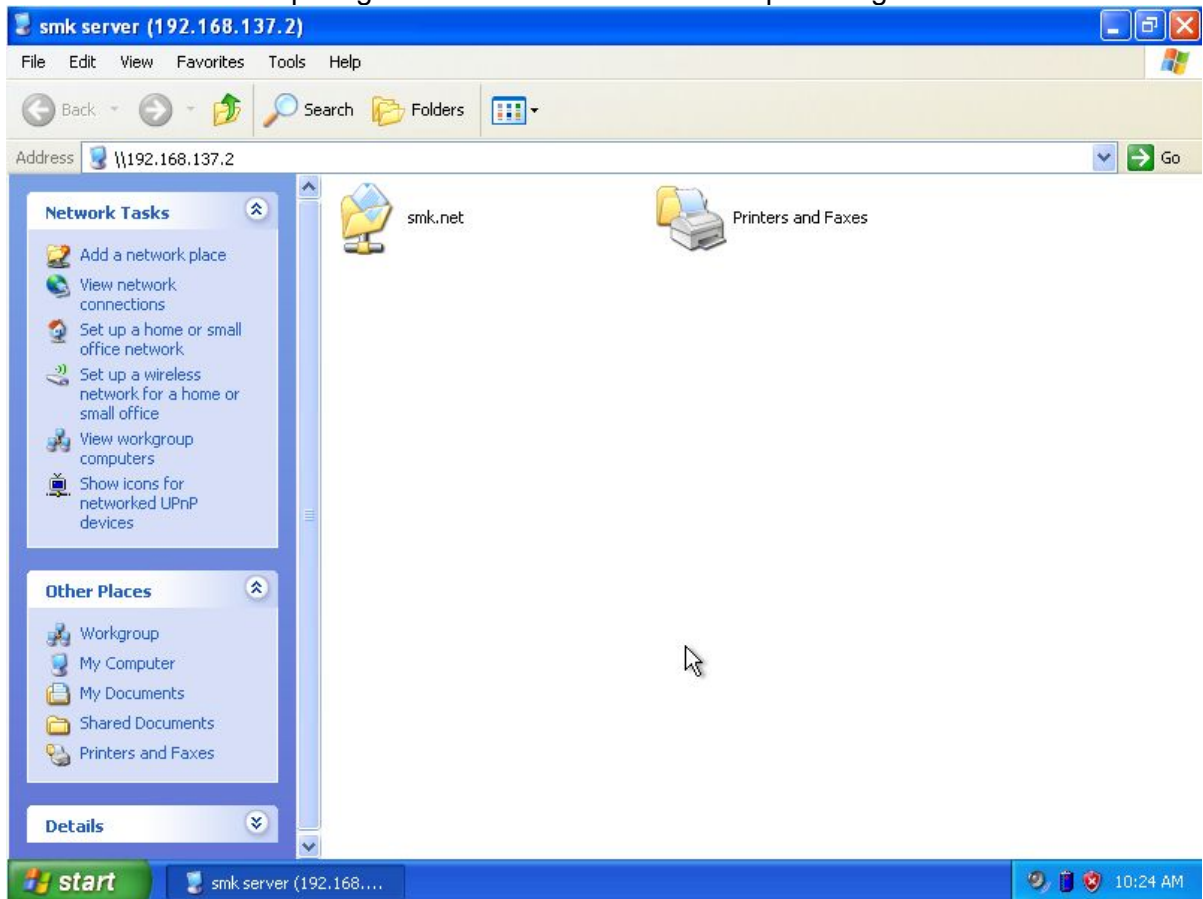 smk server (192.168.137.2)
File Edit View Favorites Tools Help
Back Search Folders
Address \\192.168.137.2 Go
Network Tasks
Add a network place
View network
connections
Set up a home or small
office network
Set up a wireless
network for a home or
small office
View workgroup
computers
Show icons for
networked UPnP
devices
Other Places
Workgroup
My Computer
My Documents
Shared Documents
Printers and Faxes
Details
smk.net
Printers and Faxes
start smk server (192.168.... 10:24 AM